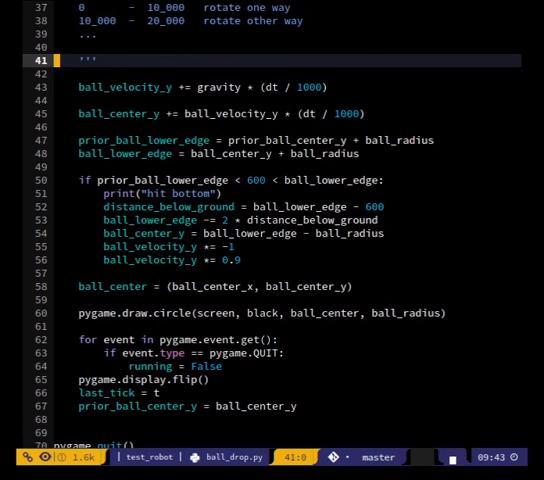 37 0 - 10_000 rotate one way
38 10_000 - 20_000 rotate other way
39 ...
40
41 '''
42
43 ball_velocity_y += gravity * (dt / 1000)
44
45 ball_center_y += ball_velocity_y * (dt / 1000)
46
47 prior_ball_lower_edge = prior_ball_center_y + ball_radius
48 ball_lower_edge = ball_center_y + ball_radius
49
50 if prior_ball_lower_edge < 600 < ball_lower_edge:
51 print("hit bottom")
52 distance_below_ground = ball_lower_edge - 600
53 ball_lower_edge -= 2 * distance_below_ground
54 ball_center_y = ball_lower_edge - ball_radius
55 ball_velocity_y *= -1
56 ball_velocity_y *= 0.9
57
58 ball_center = (ball_center_x, ball_center_y)
59
60 pygame.draw.circle(screen, black, ball_center, ball_radius)
61
62 for event in pygame.event.get():
63 if event.type == pygame.QUIT:
64 running = False
65 pygame.display.flip()
66 last_tick = t
67 prior_ball_center_y = ball_center_y
68
69
70 pygame.quit()
1.6k | test_robot | ball_drop.py 41:0 master 09:43